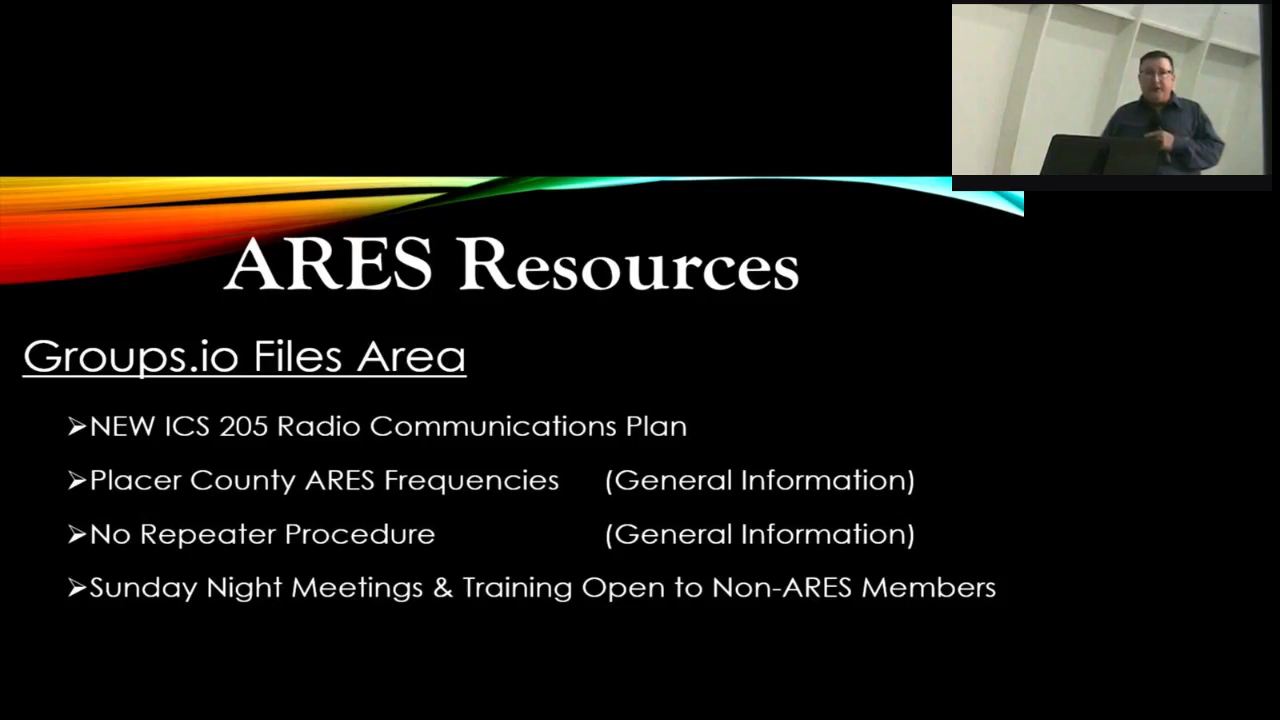 ARES Resources
Groups.io Files Area
➢NEW ICS 205 Radio Communications Plan
➢Placer County ARES Frequencies (General Information)
➢No Repeater Procedure (General Information)
➢Sunday Night Meetings & Training Open to Non-ARES Members